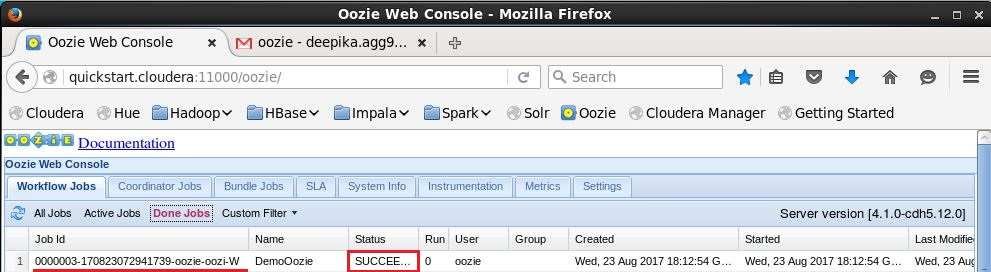 Oozie Web Console - Mozilla Firefox
Oozie Web Console
oozie - deepika.agg9...
quickstart.cloudera:11000/oozie/
Search
Cloudera Hue Hadoop HBase Impala Spark Solr Oozie Cloudera Manager Getting Started
OOZIE Documentation
Oozie Web Console
Workflow Jobs Coordinator Jobs Bundle Jobs SLA System Info Instrumentation Metrics Settings
All Jobs Active Jobs Done Jobs Custom Filter Server version [4.1.0-cdh5.12.0]
Job Id Name Status Run User Group Created Started Last Modifie
1 0000003-170823072941739-oozie-oozi-W DemoOozie SUCCEE... 0 oozie Wed, 23 Aug 2017 18:12:54 G... Wed, 23 Aug 2017 18:12:54 G... Wed, 23 Aug